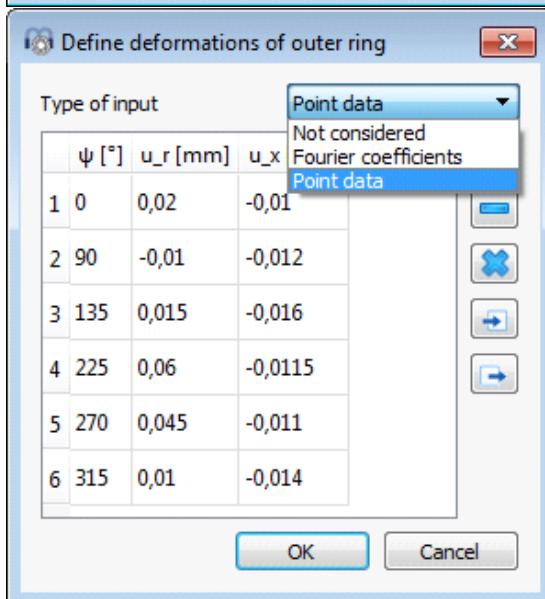 Define deformations of outer ring
Type of input Point data
Not considered
Fourier coefficients
Point data
ψ [°] u_r [mm] u_x
1 0 0,02 -0,01
2 90 -0,01 -0,012
3 135 0,015 -0,016
4 225 0,06 -0,0115
5 270 0,045 -0,011
6 315 0,01 -0,014
OK Cancel